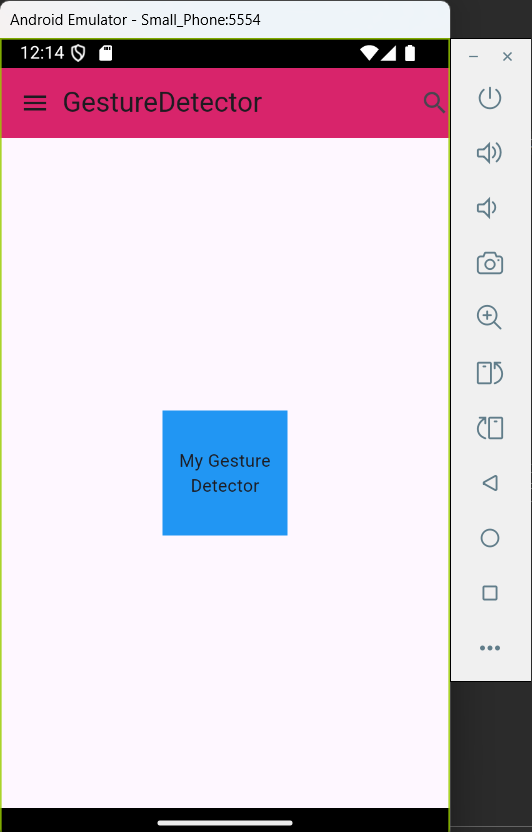 Android Emulator - Small_Phone:5554
12:14
GestureDetector
My Gesture
Detector